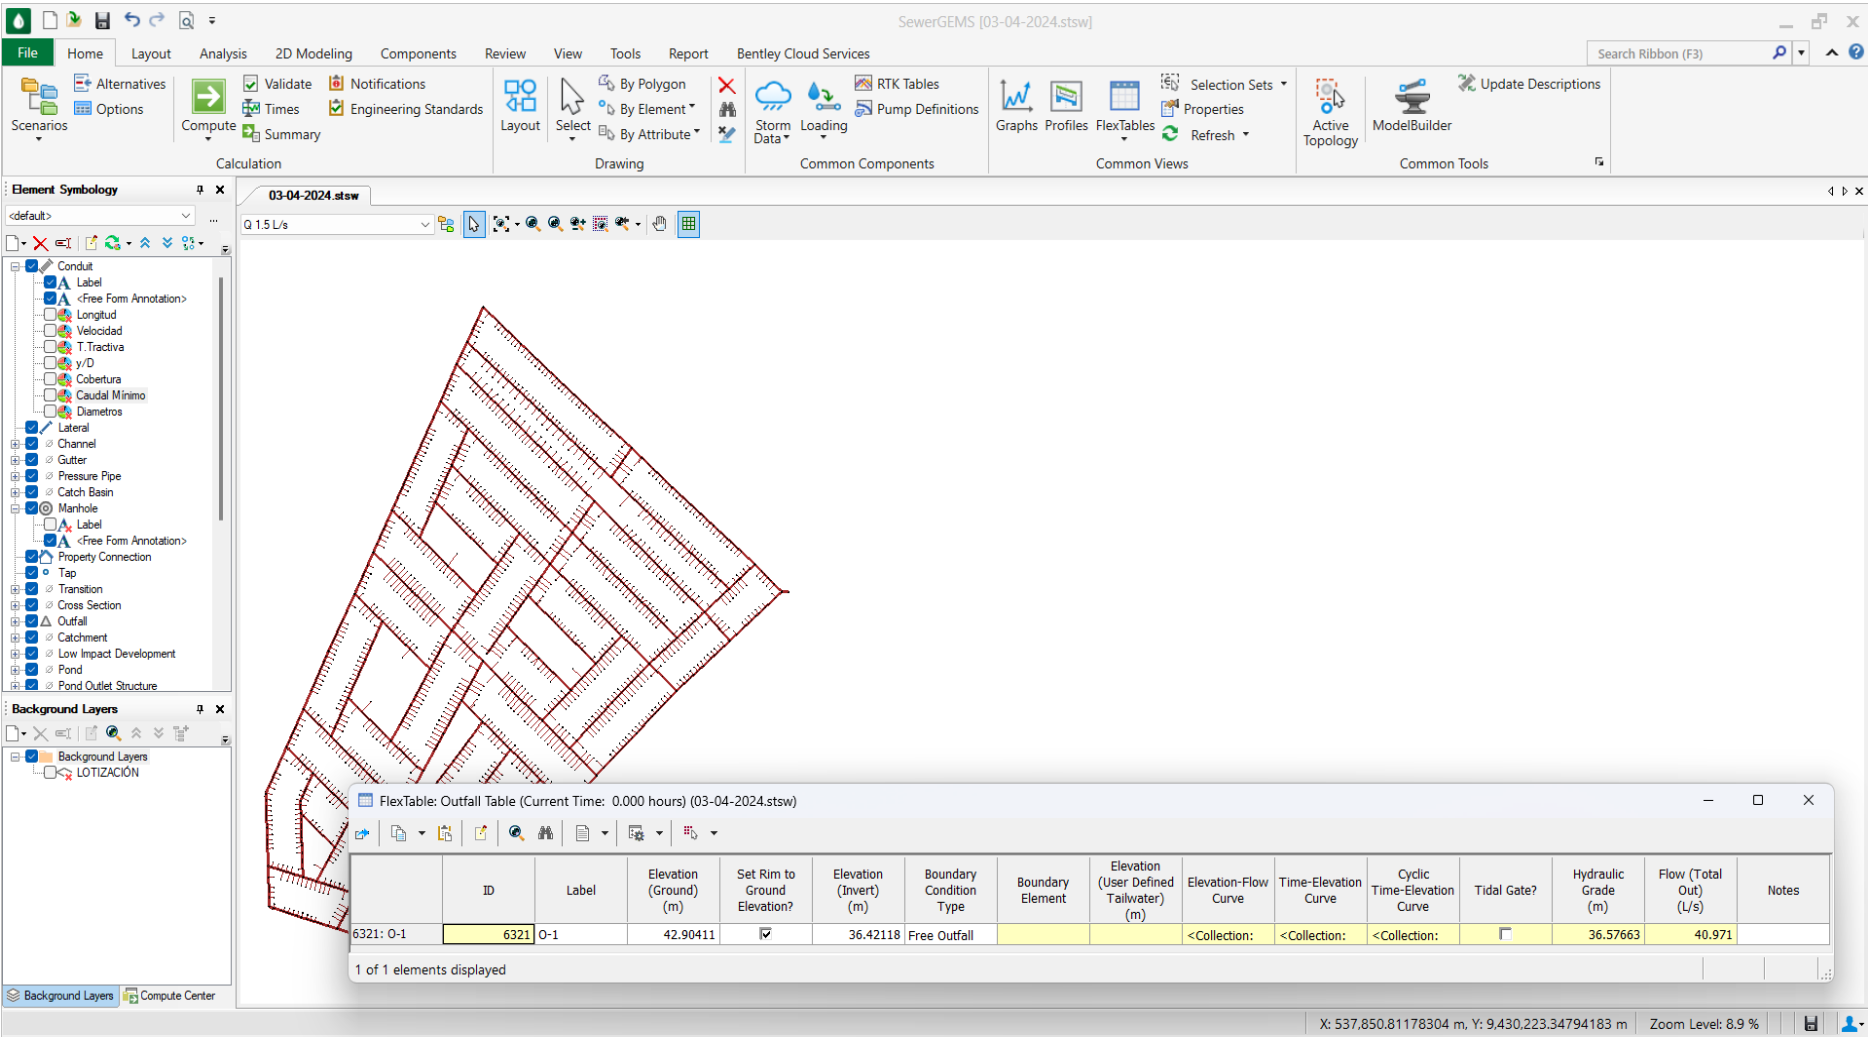 SewerGEMS [03-04-2024.stsw]
File Home Layout Analysis 2D Modeling Components Review View Tools Report Bentley Cloud Services
Search Ribbon (F3)
Scenarios
Alternatives
Options
Compute
Validate
Times
Summary
Notifications
Engineering Standards
Calculation
Layout
Select
By Polygon
By Element
By Attribute
Drawing
Storm Data
Loading
RTK Tables
Pump Definitions
Common Components
Graphs
Profiles
FlexTables
Selection Sets
Properties
Refresh
Common Views
Active Topology
ModelBuilder
Update Descriptions
Common Tools
Element Symbology
<default>
...
Conduit
Label
<Free Form Annotation>
Longitud
Velocidad
T.Tractiva
y/D
Cobertura
Caudal Mínimo
Diametros
Lateral
Channel
Gutter
Pressure Pipe
Catch Basin
Manhole
Label
<Free Form Annotation>
Property Connection
Tap
Transition
Cross Section
Outfall
Catchment
Low Impact Development
Pond
Pond Outlet Structure
Background Layers
Background Layers
LOTIZACIÓN
Background Layers
Compute Center
03-04-2024.stsw
Q 1.5 L/s
FlexTable: Outfall Table (Current Time: 0.000 hours) (03-04-2024.stsw)
ID
Label
Elevation (Ground) (m)
Set Rim to Ground Elevation?
Elevation (Invert) (m)
Boundary Condition Type
Boundary Element
Elevation (User Defined Tailwater) (m)
Elevation-Flow Curve
Time-Elevation Curve
Cyclic Time-Elevation Curve
Tidal Gate?
Hydraulic Grade (m)
Flow (Total Out) (L/s)
Notes
6321: O-1 6321 O-1 42.90411 36.42118 Free Outfall <Collection: <Collection: <Collection: 36.57663 40.971
1 of 1 elements displayed
X: 537,850.81178304 m, Y: 9,430,223.34794183 m Zoom Level: 8.9 %